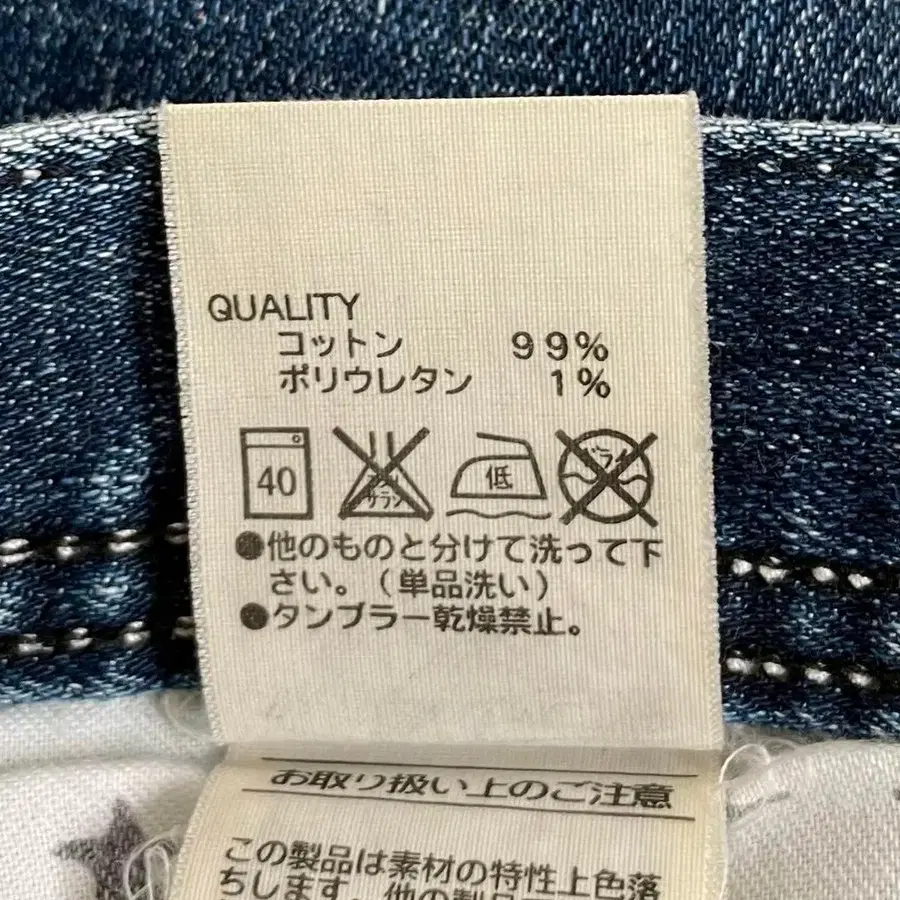 QUALITY
コットン 99%
ポリウレタン 1%
40 低 ドライ
●他のものと分けて洗って下
さい。(単品洗い)
●タンブラー乾燥禁止。
お取り扱い上のご注意
この製品は素材の特性上色落
ちします。他の製品